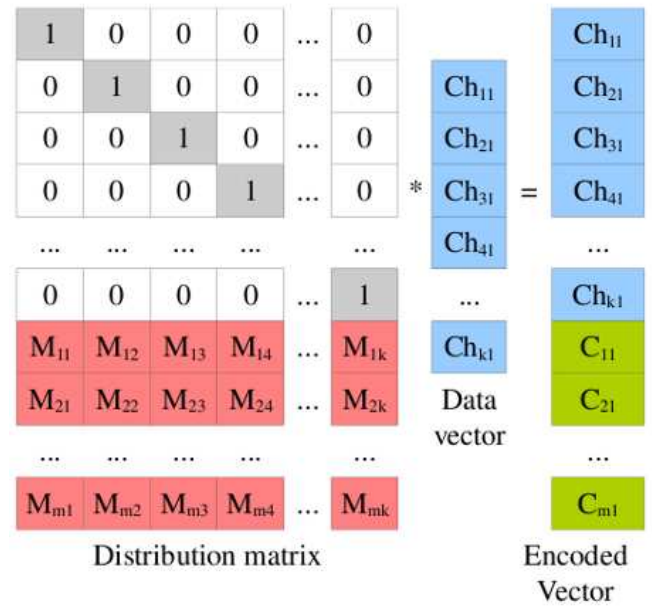 1 0 0 0 ... 0 Ch11
0 1 0 0 ... 0 Ch11 Ch21
0 0 1 0 ... 0 Ch21 Ch31
0 0 0 1 ... 0 * Ch31 = Ch41
... ... ... ... ... Ch41 ...
0 0 0 0 ... 1 ... Chk1
M11 M12 M13 M14 ... M1k Chk1 C11
M21 M22 M23 M24 ... M2k Data C21
vector
... ... ... ... ... ...
Mm1 Mm2 Mm3 Mm4 ... Mmk Cm1
Distribution matrix Encoded
Vector